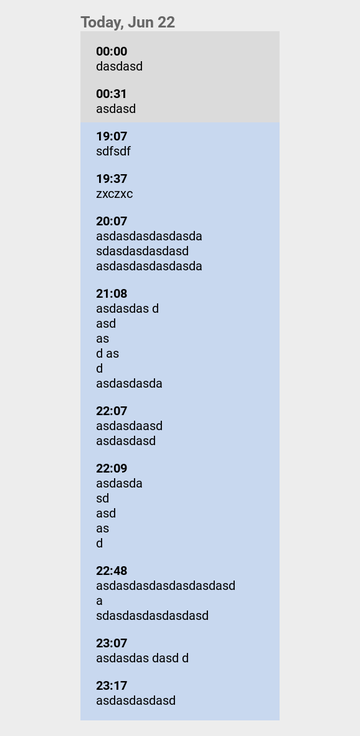 Today, Jun 22
00:00
dasdasd
00:31
asdasd
19:07
sdfsdf
19:37
zxczxc
20:07
asdasdasdasdasda
sdasdasdasdasd
asdasdasdasdasda
21:08
asdasdas d
asd
as
d as
d
asdasdasda
22:07
asdasdaasd
asdasdasd
22:09
asdasda
sd
asd
as
d
22:48
asdasdasdasdasdasdasd
a
sdasdasdasdasdasd
23:07
asdasdas dasd d
23:17
asdasdasdasd